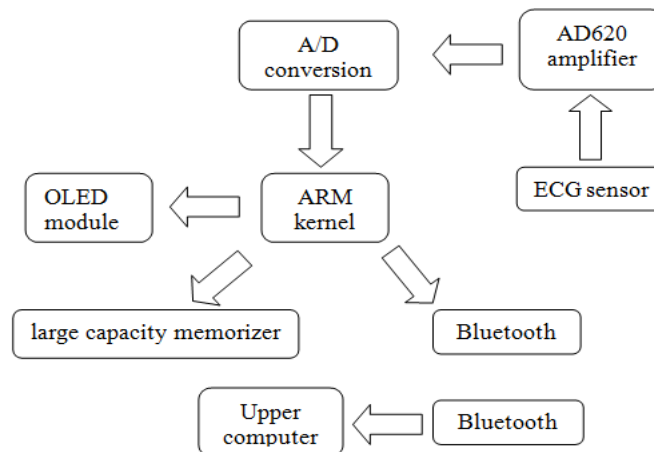 A/D
conversion
AD620
amplifier
ECG sensor
OLED
module
ARM
kernel
large capacity memorizer
Bluetooth
Upper
computer
Bluetooth